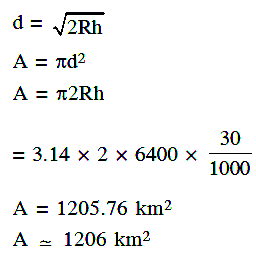 d = √2Rh
A = πd²
A = π2Rh
= 3.14 × 2 × 6400 × 30/1000
A = 1205.76 km²
A ≃ 1206 km²